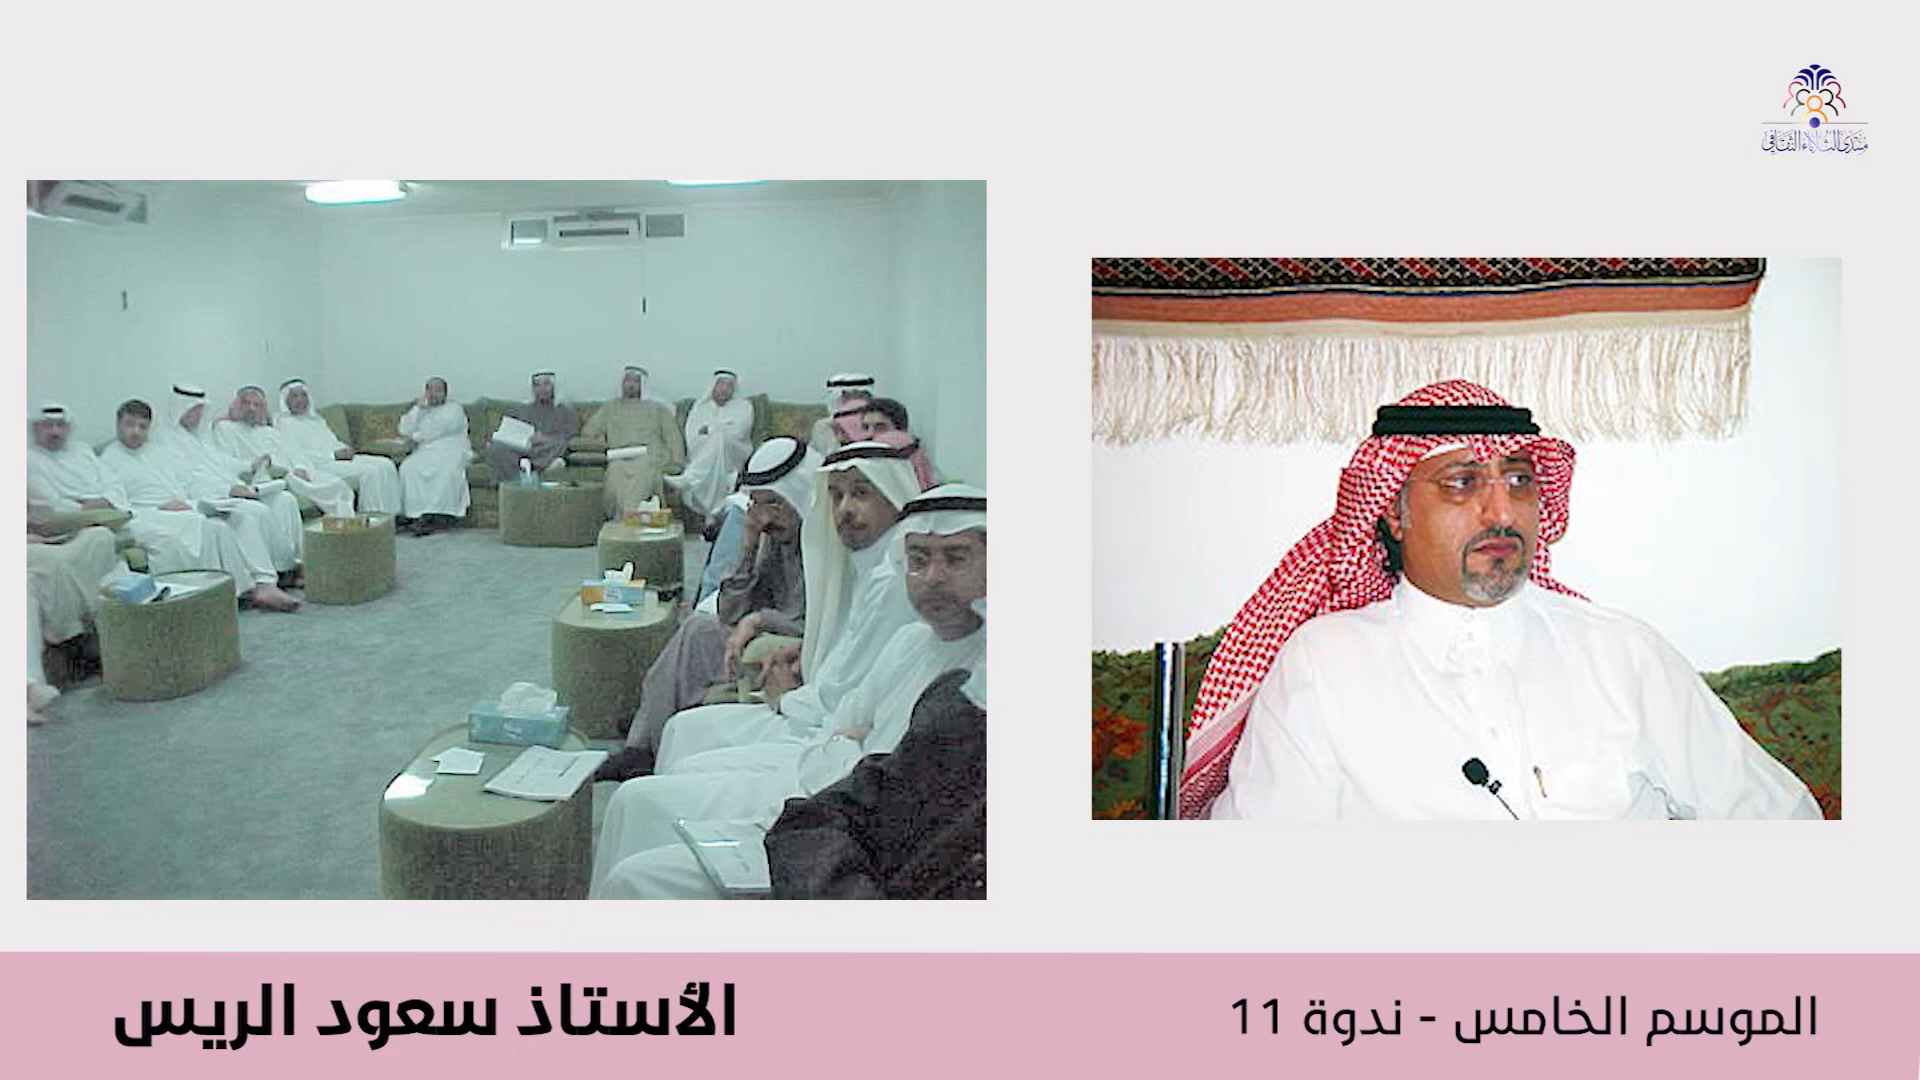 منتدى الثلاثاء الثقافي
الموسم الخامس - ندوة 11
الأستاذ سعود الريس